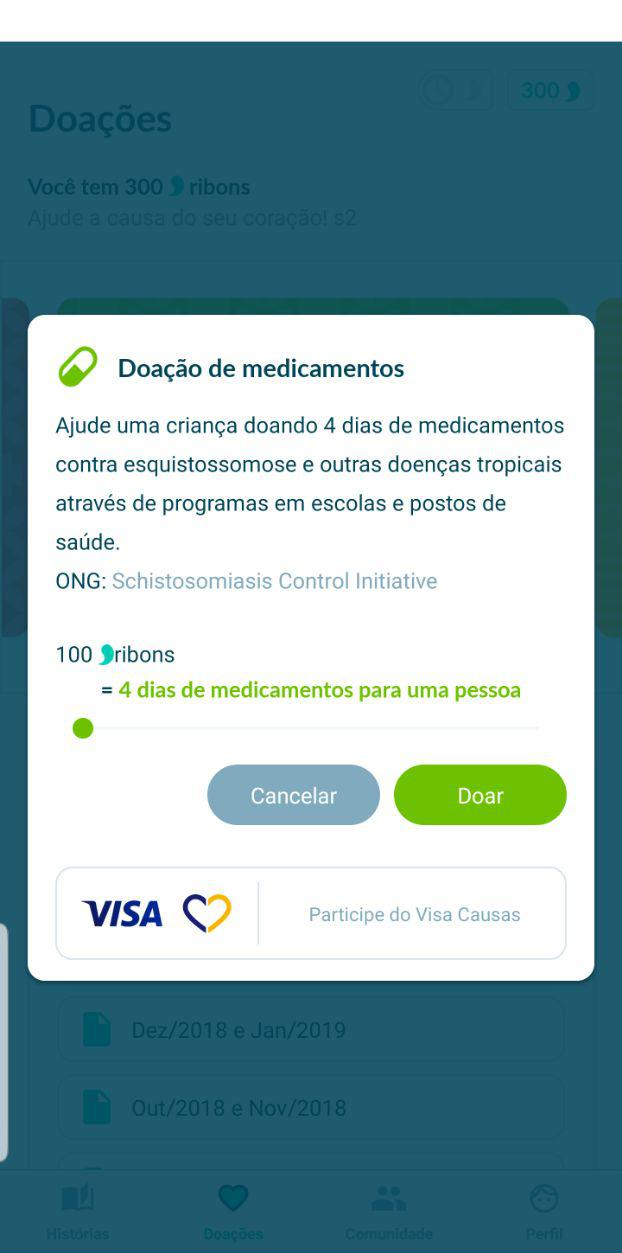 300
Doações
Você tem 300 ribons
Ajude a causa do seu coração! s2
Doação de medicamentos
Ajude uma criança doando 4 dias de medicamentos
contra esquistossomose e outras doenças tropicais
através de programas em escolas e postos de
saúde.
ONG: Schistosomiasis Control Initiative
100 ribons
= 4 dias de medicamentos para uma pessoa
Cancelar Doar
VISA Participe do Visa Causas
Dez/2018 e Jan/2019
Out/2018 e Nov/2018
Histórias Doações Comunidade Perfil